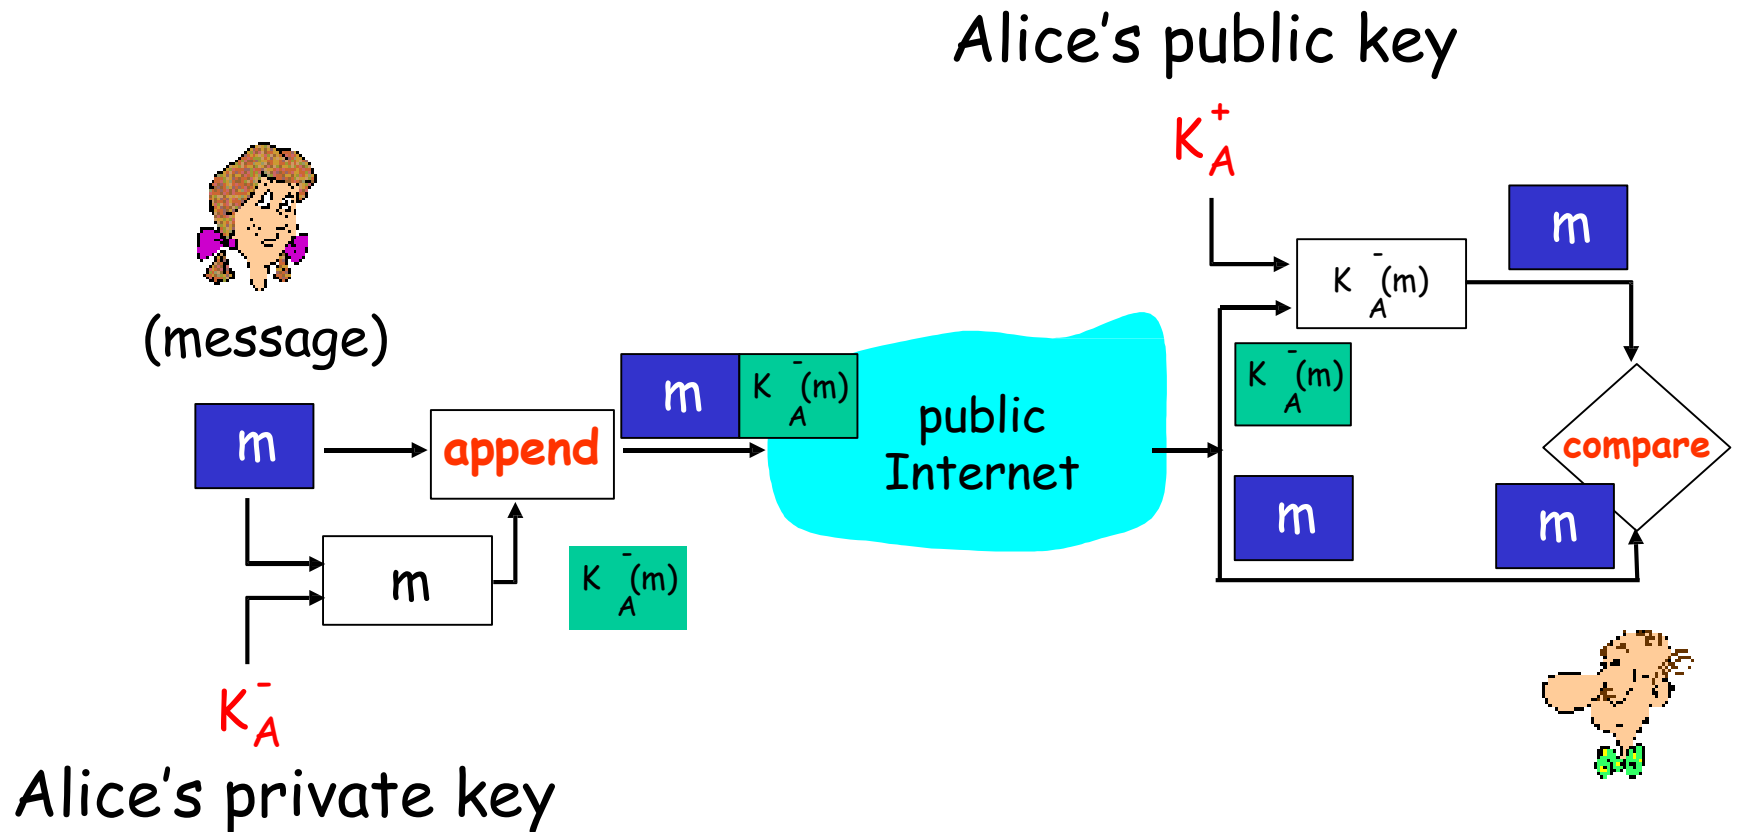 Alice's public key
K A +
(message)
m
append
m K A - (m)
public
Internet
K A - (m)
m
K A - (m)
m
compare
m
m
K A - (m)
K A -
Alice's private key